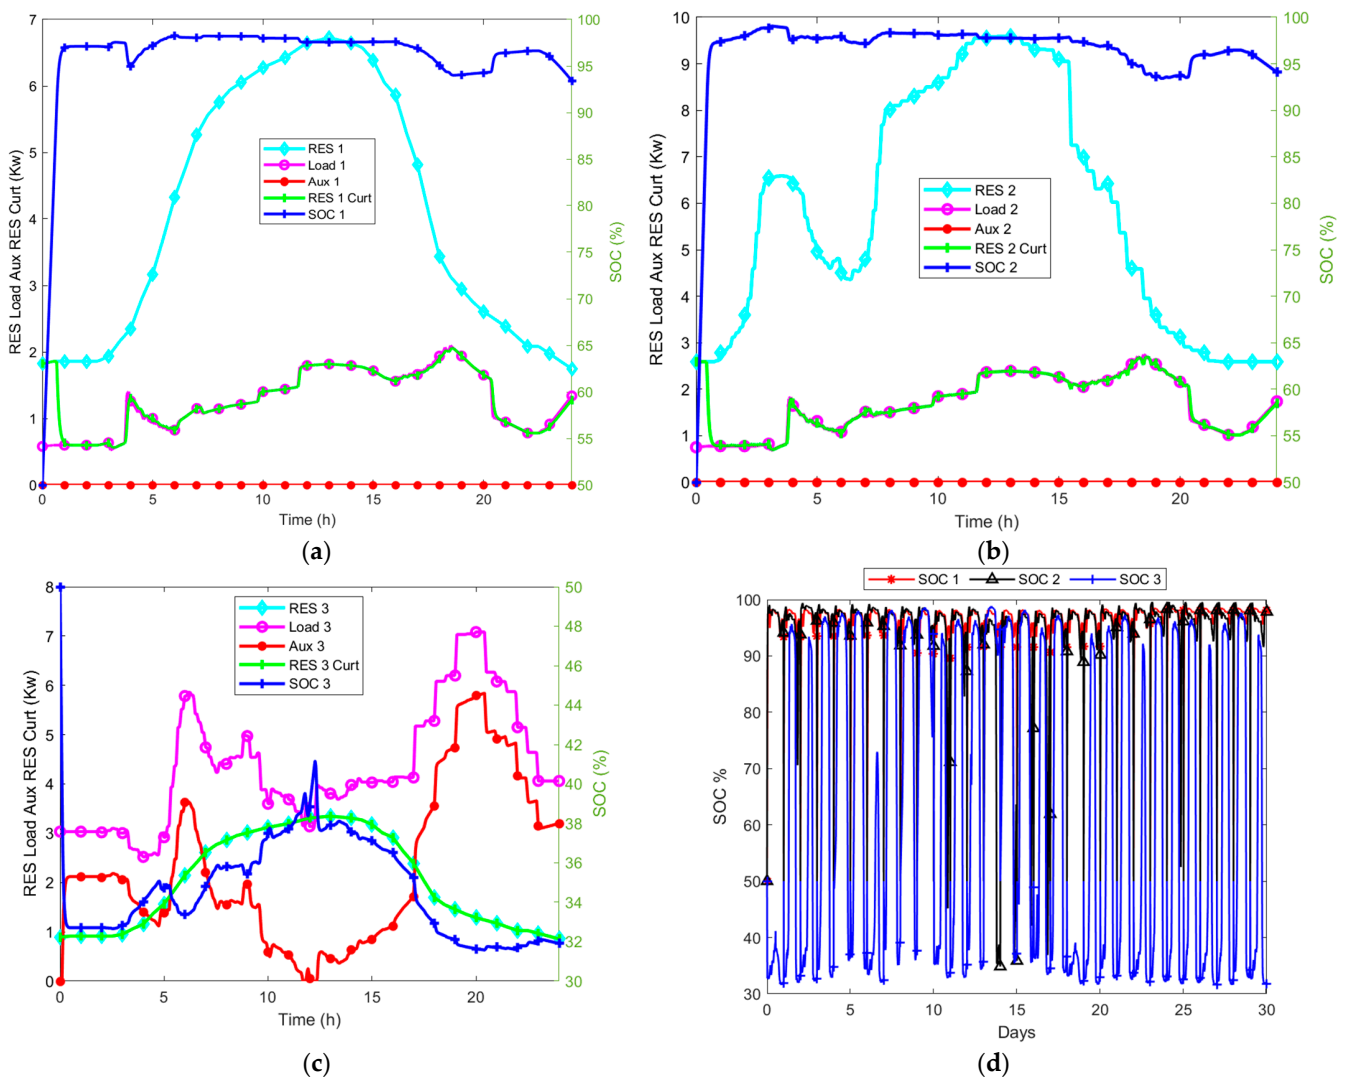 7
6
5
4
3
2
1
0
RES Load Aux RES Curt (Kw)
100
95
90
85
80
75
70
65
60
55
50
SOC (%)
RES 1
Load 1
Aux 1
RES 1 Curt
SOC 1
0 5 10 15 20
Time (h)
(a)
10
9
8
7
6
5
4
3
2
1
0
RES Load Aux RES Curt (Kw)
100
95
90
85
80
75
70
65
60
55
50
SOC (%)
RES 2
Load 2
Aux 2
RES 2 Curt
SOC 2
0 5 10 15 20
Time (h)
(b)
8
7
6
5
4
3
2
1
0
RES Load Aux RES Curt (Kw)
50
48
46
44
42
40
38
36
34
32
30
SOC (%)
RES 3
Load 3
Aux 3
RES 3 Curt
SOC 3
0 5 10 15 20
Time (h)
(c)
SOC 1 SOC 2 SOC 3
100
90
80
70
60
50
40
30
SOC %
0 5 10 15 20 25 30
Days
(d)